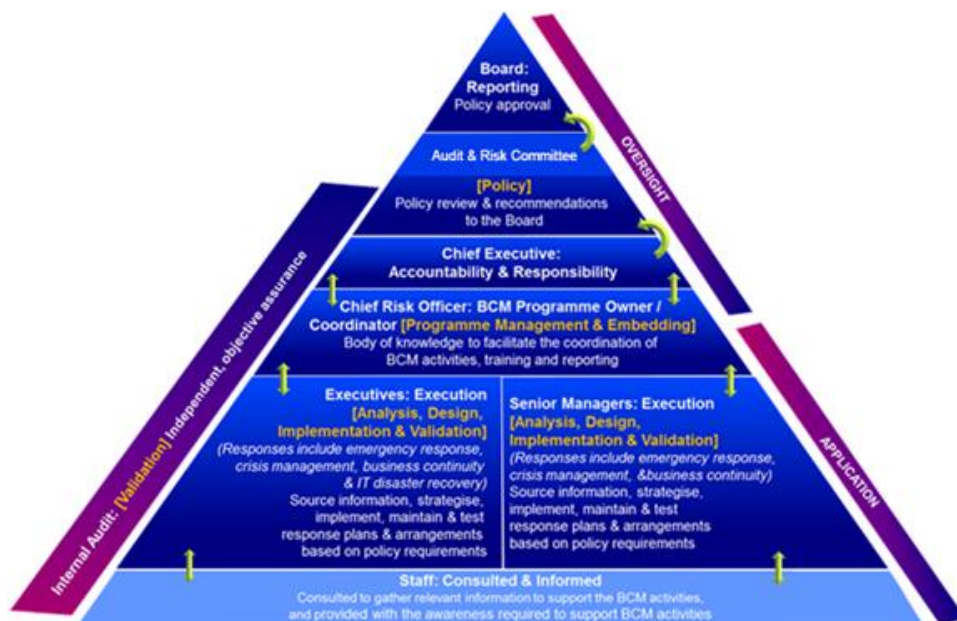 Board:
Reporting
Policy approval
Audit & Risk Committee
[Policy]
Policy review & recommendations
to the Board
Chief Executive:
Accountability & Responsibility
Chief Risk Officer: BCM Programme Owner /
Coordinator [Programme Management & Embedding]
Body of knowledge to facilitate the coordination of
BCM activities, training and reporting
Executives: Execution
[Analysis, Design,
Implementation & Validation]
(Responses include emergency response,
crisis management, business continuity
& IT disaster recovery)
Source information, strategise,
implement, maintain & test
response plans & arrangements
based on policy requirements
Senior Managers: Execution
[Analysis, Design,
Implementation & Validation]
(Responses include emergency response,
crisis management, &business continuity)
Source information, strategise,
implement, maintain & test
response plans & arrangements
based on policy requirements
Staff: Consulted & Informed
Consulted to gather relevant information to support the BCM activities,
and provided with the awareness required to support BCM activities
Internal Audit: [Validation] Independent, objective assurance
OVERSIGHT
APPLICATION